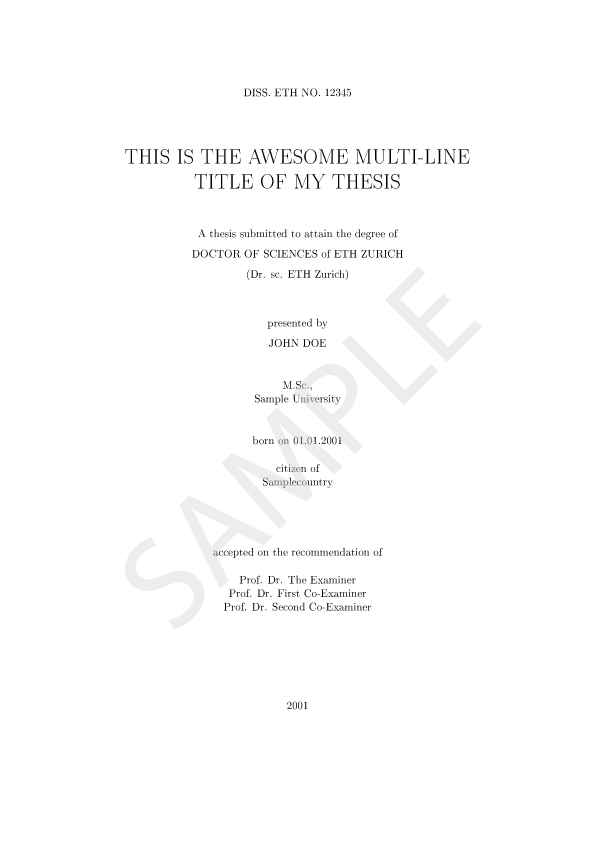 DISS. ETH NO. 12345
THIS IS THE AWESOME MULTI-LINE
TITLE OF MY THESIS
A thesis submitted to attain the degree of
DOCTOR OF SCIENCES of ETH ZURICH
(Dr. sc. ETH Zurich)
presented by
JOHN DOE
M.Sc.,
Sample University
born on 01.01.2001
citizen of
Samplecountry
accepted on the recommendation of
Prof. Dr. The Examiner
Prof. Dr. First Co-Examiner
Prof. Dr. Second Co-Examiner
2001
SAMPLE